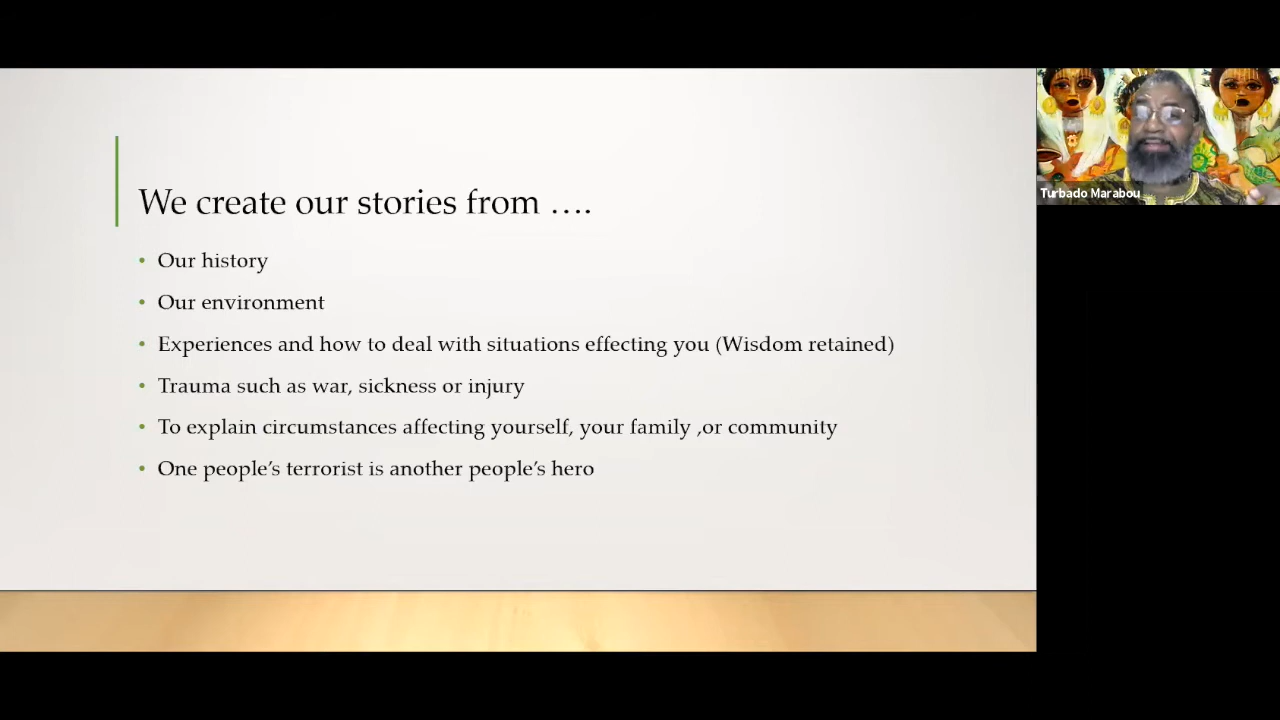 We create our stories from ….
• Our history
• Our environment
• Experiences and how to deal with situations effecting you (Wisdom retained)
• Trauma such as war, sickness or injury
• To explain circumstances affecting yourself, your family ,or community
• One people’s terrorist is another people’s hero
Turbado Marabou